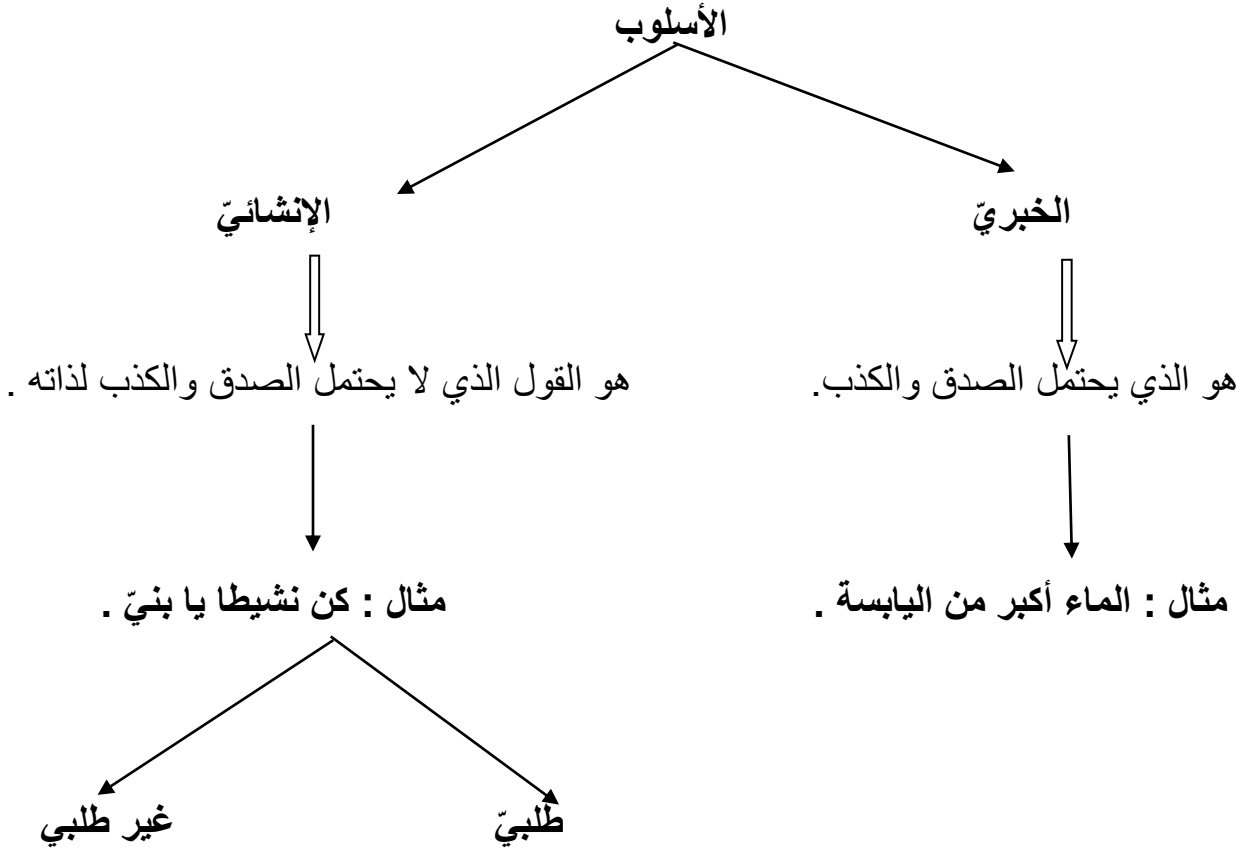 الأسلوب
الخبريّ
الإنشائيّ
هو الذي يحتمل الصدق والكذب.
هو القول الذي لا يحتمل الصدق والكذب لذاته .
مثال : الماء أكبر من اليابسة .
مثال : كن نشيطا يا بنيّ .
طلبيّ
غير طلبي